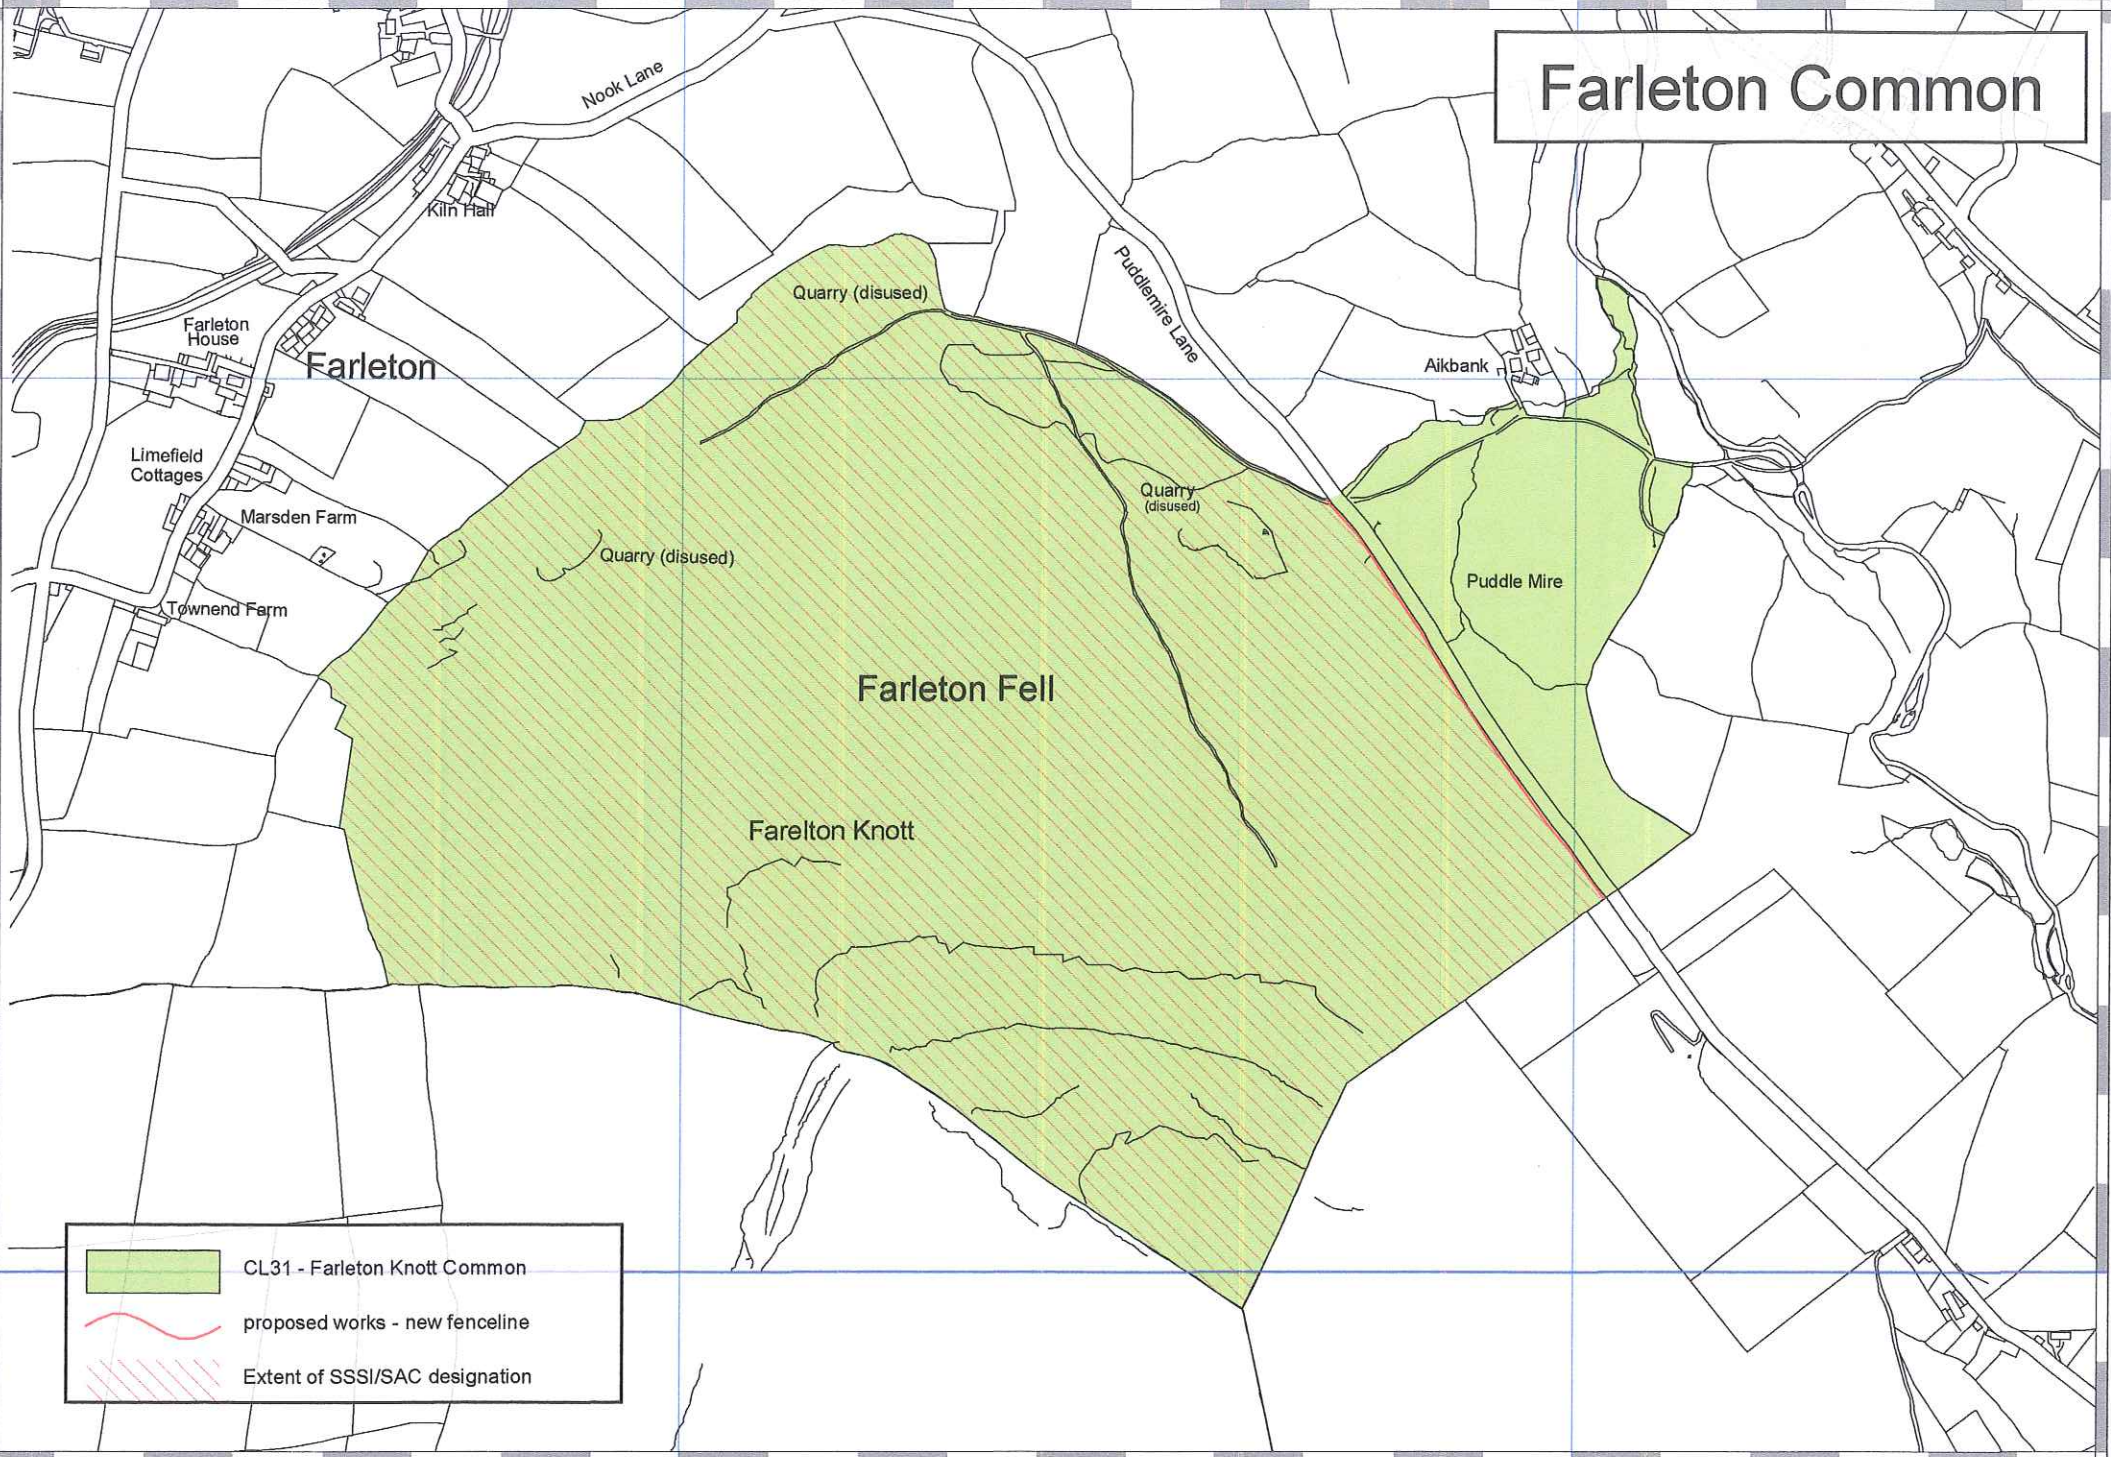 Farleton Common
Nook Lane
Kiln Hall
Puddlemire Lane
Quarry (disused)
Farleton
House
Farleton
Aikbank
Limefield
Cottages
Marsden Farm
Quarry
(disused)
Quarry (disused)
Puddle Mire
Townend Farm
Farleton Fell
Farelton Knott
CL31 - Farleton Knott Common
proposed works - new fenceline
Extent of SSSI/SAC designation